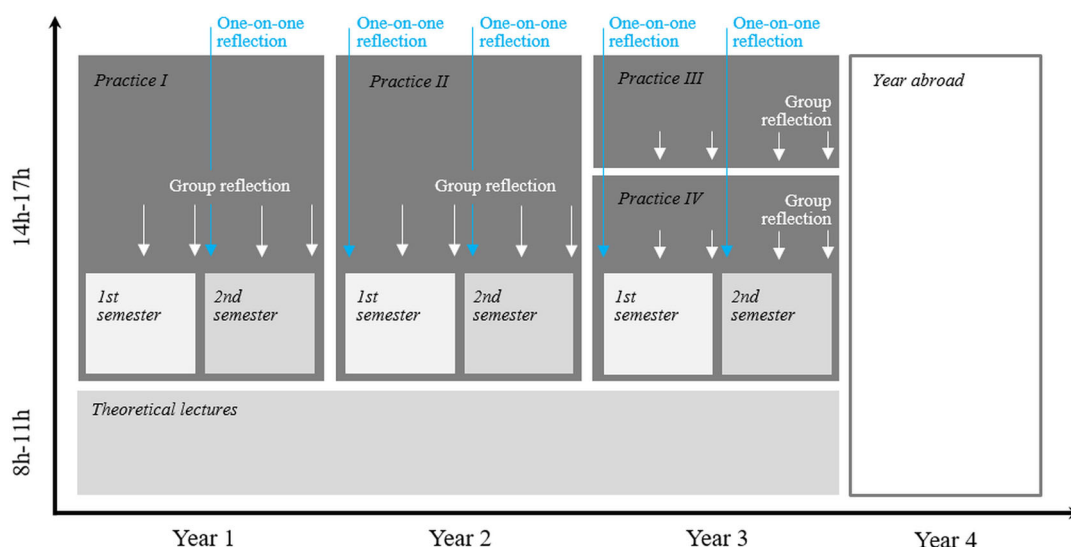 One-on-one
reflection
One-on-one
reflection
One-on-one
reflection
One-on-one
reflection
One-on-one
reflection
Practice I
Practice II
Practice III
Year abroad
Group
reflection
Group reflection
Group reflection
Practice IV
Group
reflection
14h-17h
1st
semester
2nd
semester
1st
semester
2nd
semester
1st
semester
2nd
semester
Theoretical lectures
8h-11h
Year 1
Year 2
Year 3
Year 4